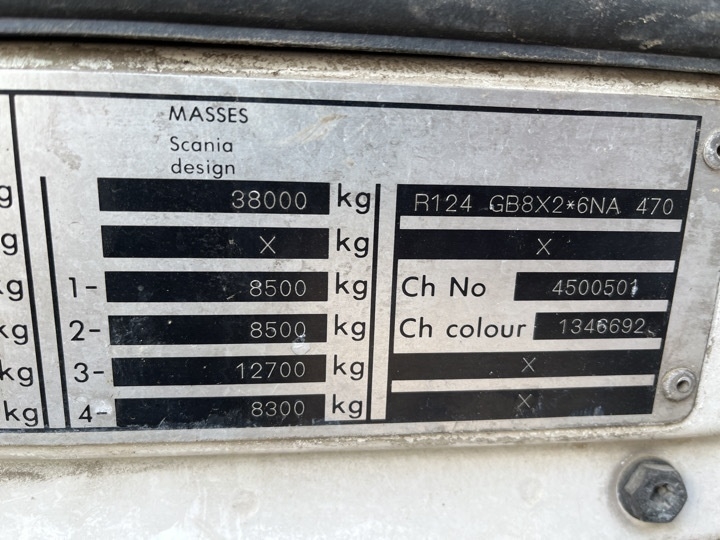 MASSES
Scania
design
g 38000 kg R124 GB8X2*6NA 470
g X kg X
kg 1- 8500 kg Ch No 4500501
kg 2- 8500 kg Ch colour 1346692
kg 3- 12700 kg X
kg 4- 8300 kg X